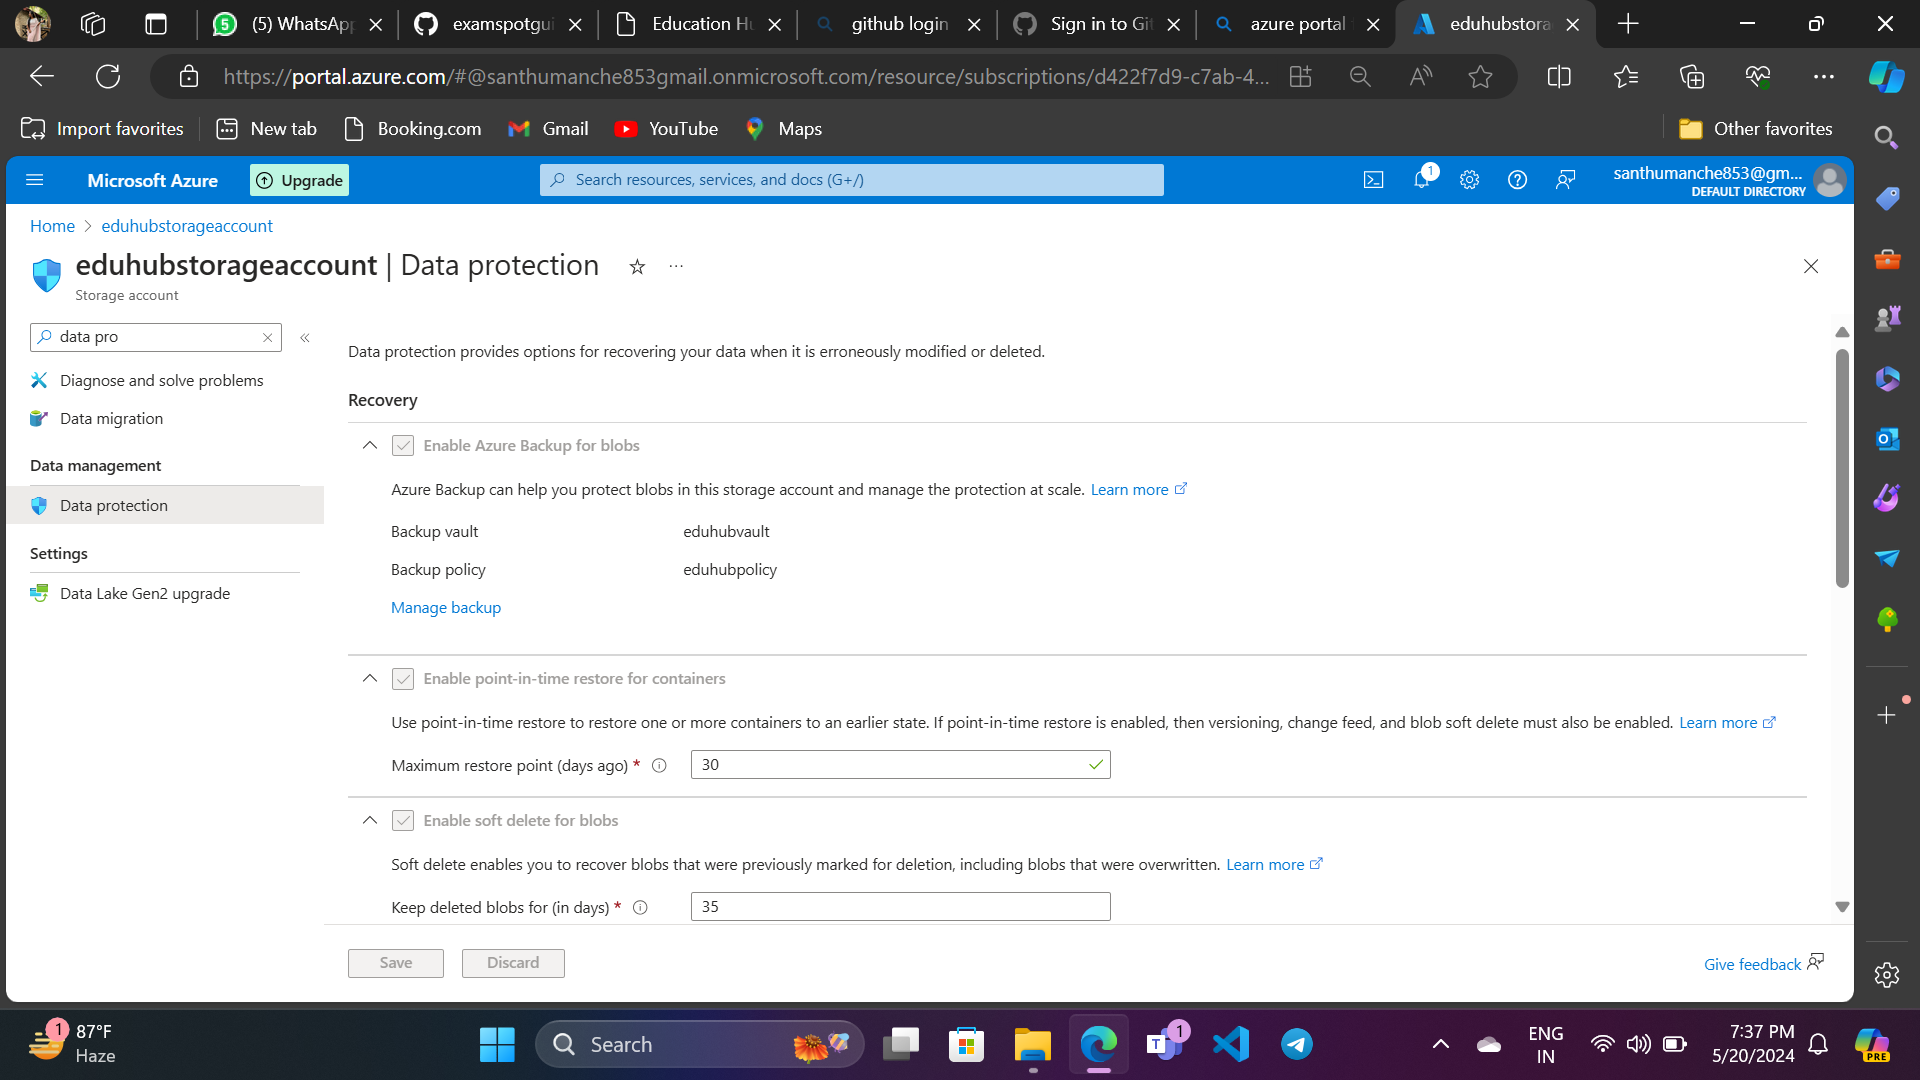 (5) WhatsApp
examspotgui
Education Hu
github login
Sign in to Git
azure portal
eduhubstora
https://portal.azure.com/#@santhumanche853gmail.onmicrosoft.com/resource/subscriptions/d422f7d9-c7ab-4...
Import favorites
New tab
Booking.com
Gmail
YouTube
Maps
Other favorites
Microsoft Azure
Upgrade
Search resources, services, and docs (G+/)
1
santhumanche853@gm...
DEFAULT DIRECTORY
Home > eduhubstorageaccount
eduhubstorageaccount | Data protection
Storage account
data pro
Diagnose and solve problems
Data migration
Data management
Data protection
Settings
Data Lake Gen2 upgrade
Data protection provides options for recovering your data when it is erroneously modified or deleted.
Recovery
Enable Azure Backup for blobs
Azure Backup can help you protect blobs in this storage account and manage the protection at scale. Learn more
Backup vault eduhubvault
Backup policy eduhubpolicy
Manage backup
Enable point-in-time restore for containers
Use point-in-time restore to restore one or more containers to an earlier state. If point-in-time restore is enabled, then versioning, change feed, and blob soft delete must also be enabled. Learn more
Maximum restore point (days ago) * 30
Enable soft delete for blobs
Soft delete enables you to recover blobs that were previously marked for deletion, including blobs that were overwritten. Learn more
Keep deleted blobs for (in days) * 35
Save
Discard
Give feedback
1
87°F
Haze
Search
1
ENG
IN
7:37 PM
5/20/2024
PRE